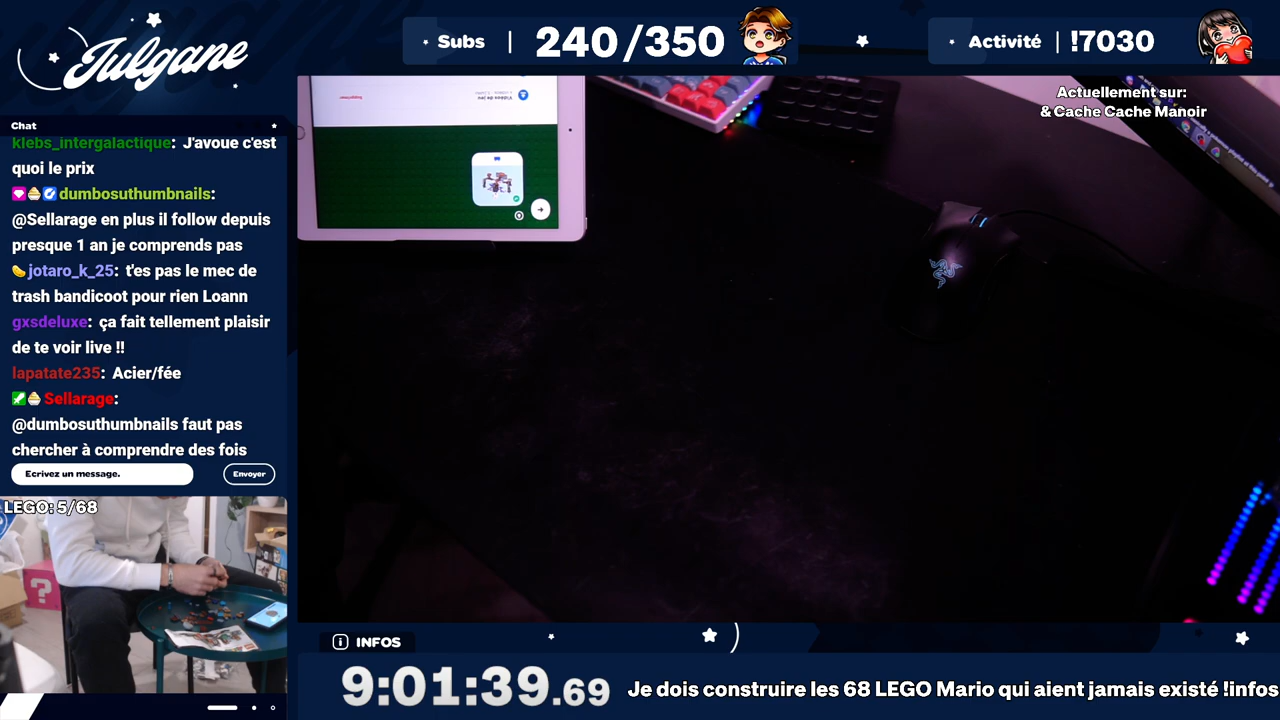 Julgane
Subs | 240/350
Activité | !7030
Actuellement sur:
& Cache Cache Manoir
Chat
klebs_intergalactique: J'avoue c'est
quoi le prix
dumbosuthumbnails:
@Sellarage en plus il follow depuis
presque 1 an je comprends pas
jotaro_k_25: t'es pas le mec de
trash bandicoot pour rien Loann
gxsdeluxe: ça fait tellement plaisir
de te voir live !!
lapatate235: Acier/fée
Sellarage:
@dumbosuthumbnails faut pas
chercher à comprendre des fois
Ecrivez un message.
Envoyer
LEGO: 5/68
?
INFOS
9:01:39.69
Je dois construire les 68 LEGO Mario qui aient jamais existé !infos